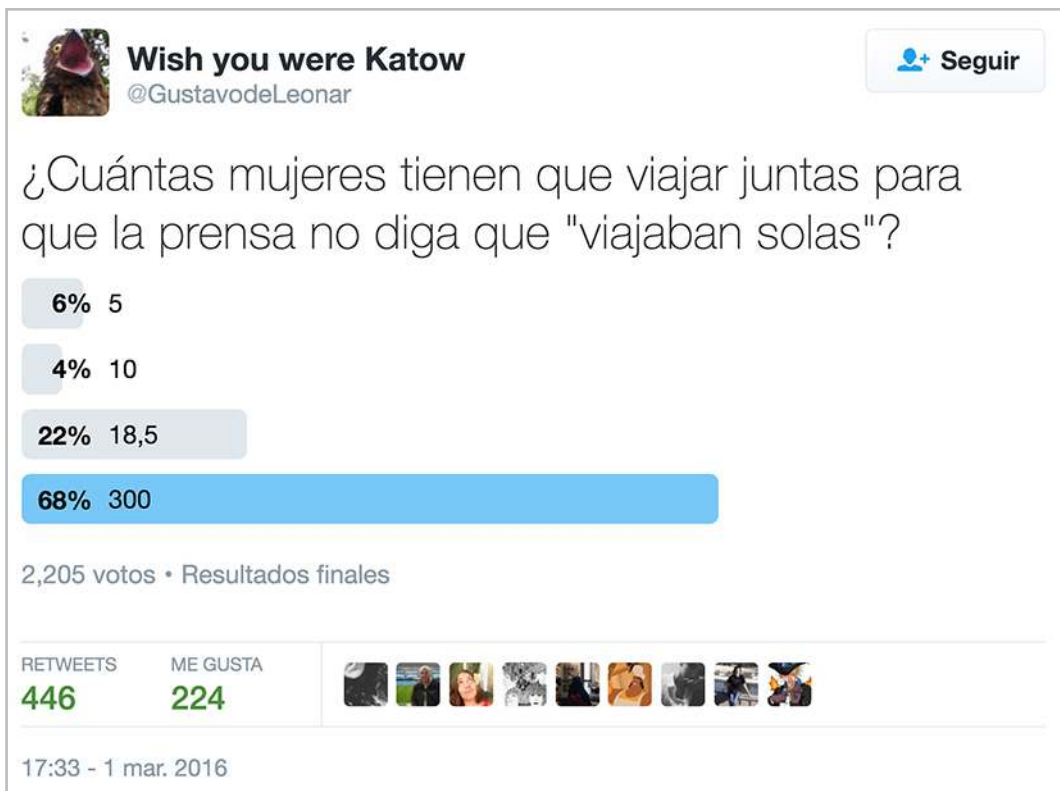 Wish you were Katow
@GustavodeLeonar
Seguir
¿Cuántas mujeres tienen que viajar juntas para
que la prensa no diga que "viajaban solas"?
6% 5
4% 10
22% 18,5
68% 300
2,205 votos • Resultados finales
RETWEETS ME GUSTA
446 224
17:33 - 1 mar. 2016